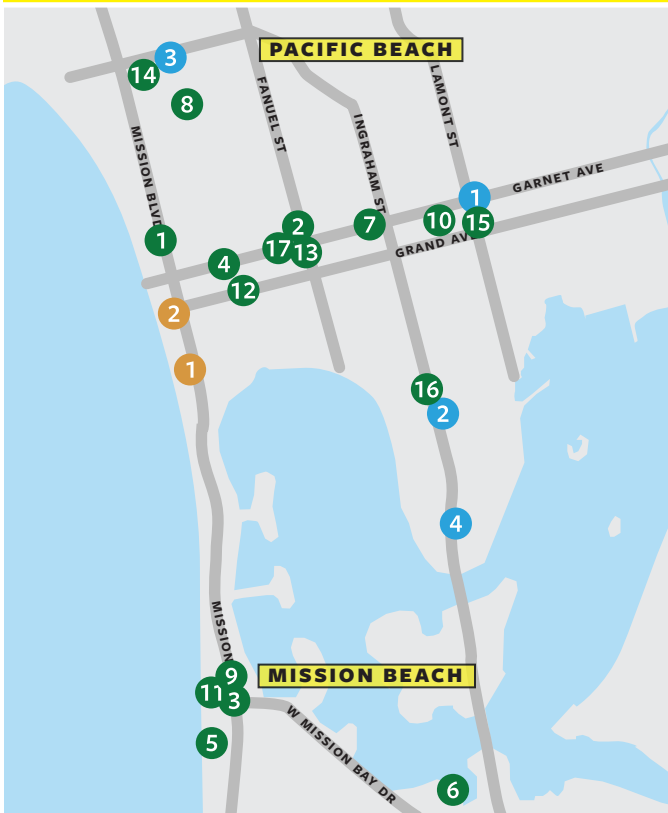 3
PACIFIC BEACH
14
8
FANUEL ST
LAMONT ST
INGRAHAM ST
MISSION BLVD
GARNET AVE
1
10
15
7
2
17
13
1
GRAND AV
4
12
2
1
16
2
4
MISSION
9
MISSION BEACH
11
3
W MISSION BAY DR
5
6